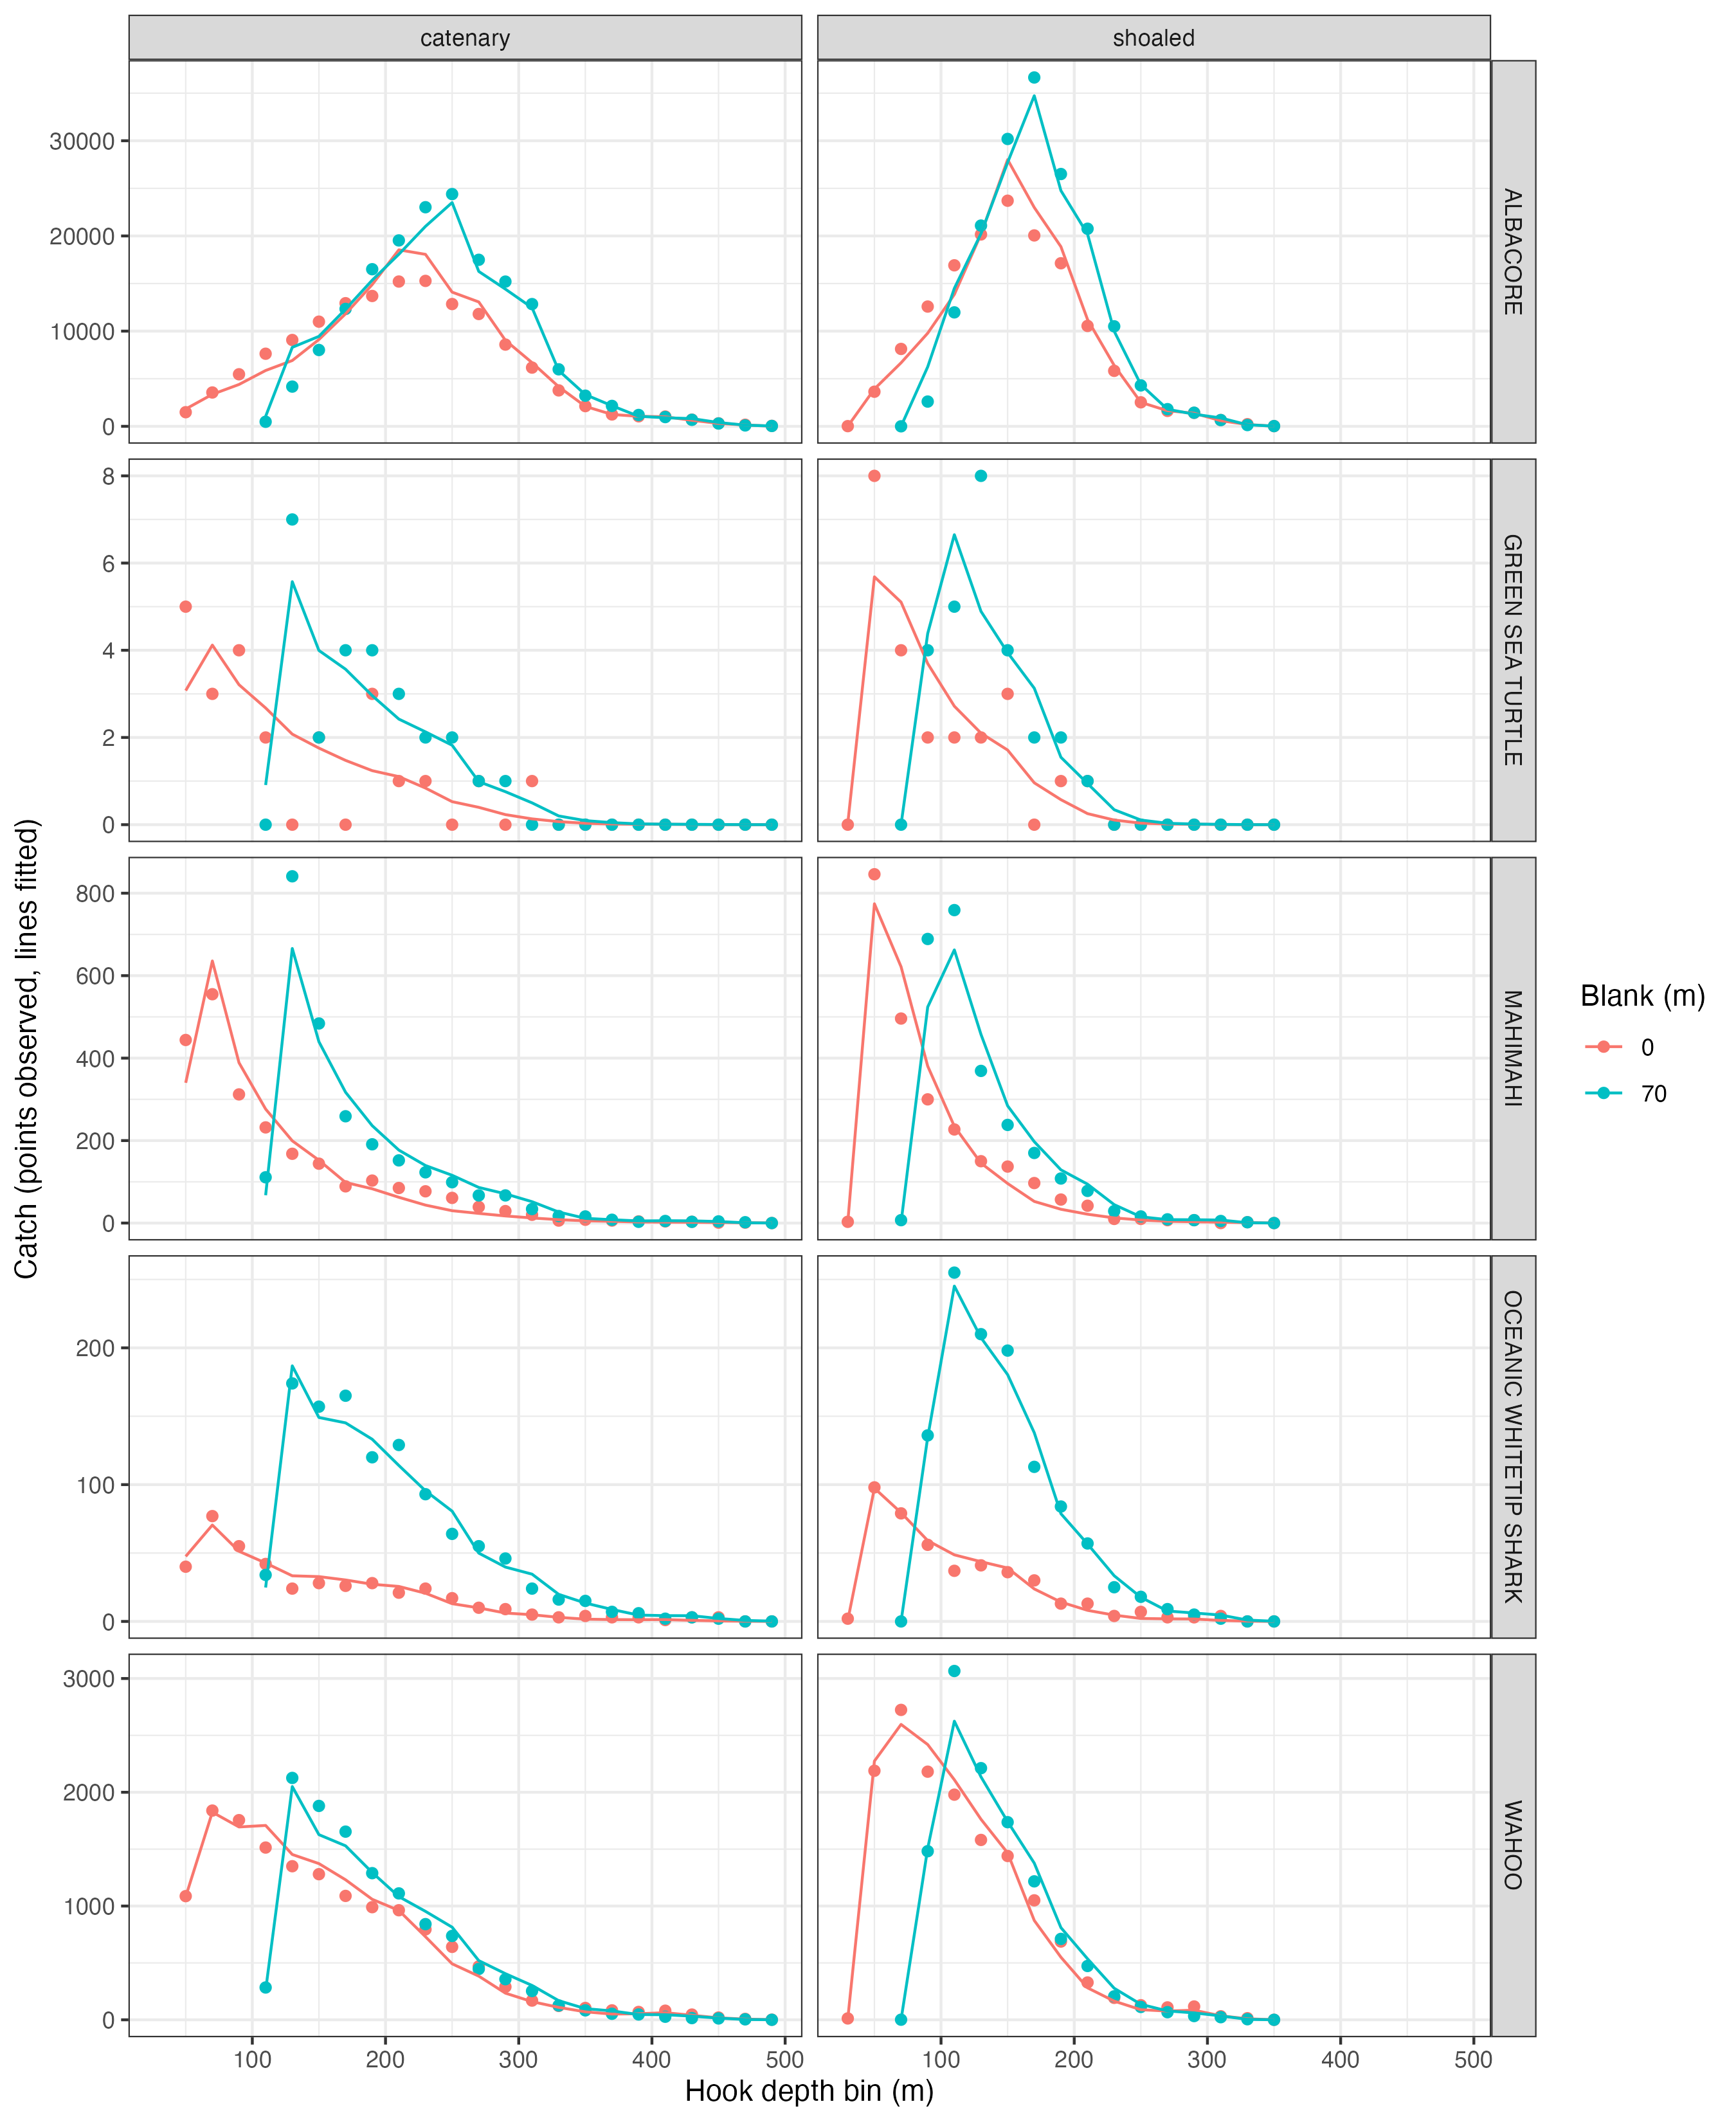 catenary
shoaled
30000
20000
10000
0
ALBACORE
8
6
4
2
0
GREEN SEA TURTLE
800
600
400
200
0
MAHIMAHI
200
100
0
OCEANIC WHITETIP SHARK
3000
2000
1000
0
WAHOO
100 200 300 400 500
100 200 300 400 500
Hook depth bin (m)
Catch (points observed, lines fitted)
Blank (m)
0
70